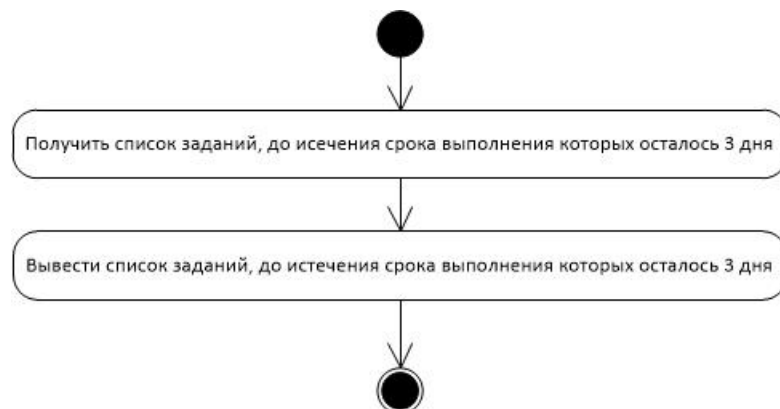 Получить список заданий, до исечения срока выполнения которых осталось 3 дня
Вывести список заданий, до истечения срока выполнения которых осталось 3 дня